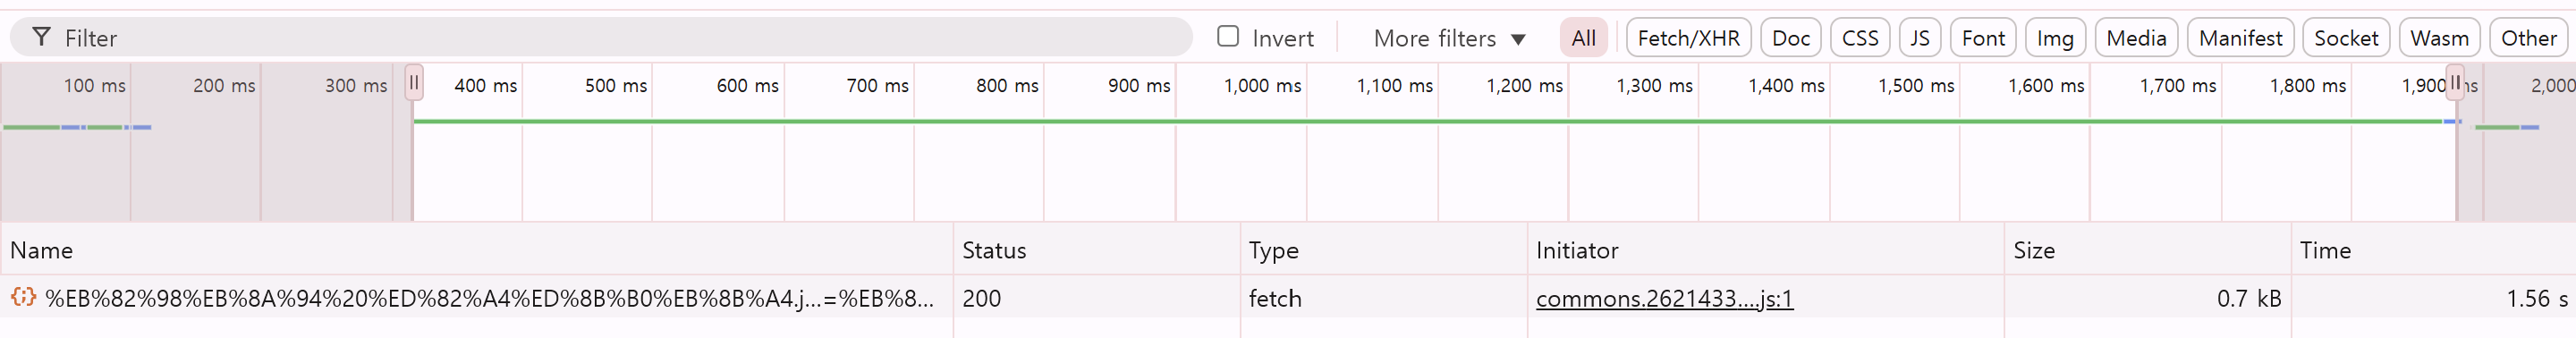 Filter Invert More filters ▼ All Fetch/XHR Doc CSS JS Font Img Media Manifest Socket Wasm Other
100 ms 200 ms 300 ms 400 ms 500 ms 600 ms 700 ms 800 ms 900 ms 1,000 ms 1,100 ms 1,200 ms 1,300 ms 1,400 ms 1,500 ms 1,600 ms 1,700 ms 1,800 ms 1,900 ms 2,000
Name Status Type Initiator Size Time
%EB%82%98%EB%8A%94%20%ED%82%A4%ED%8B%B0%EB%8B%A4.j...=%EB%8... 200 fetch commons.2621433....js:1 0.7 kB 1.56 s